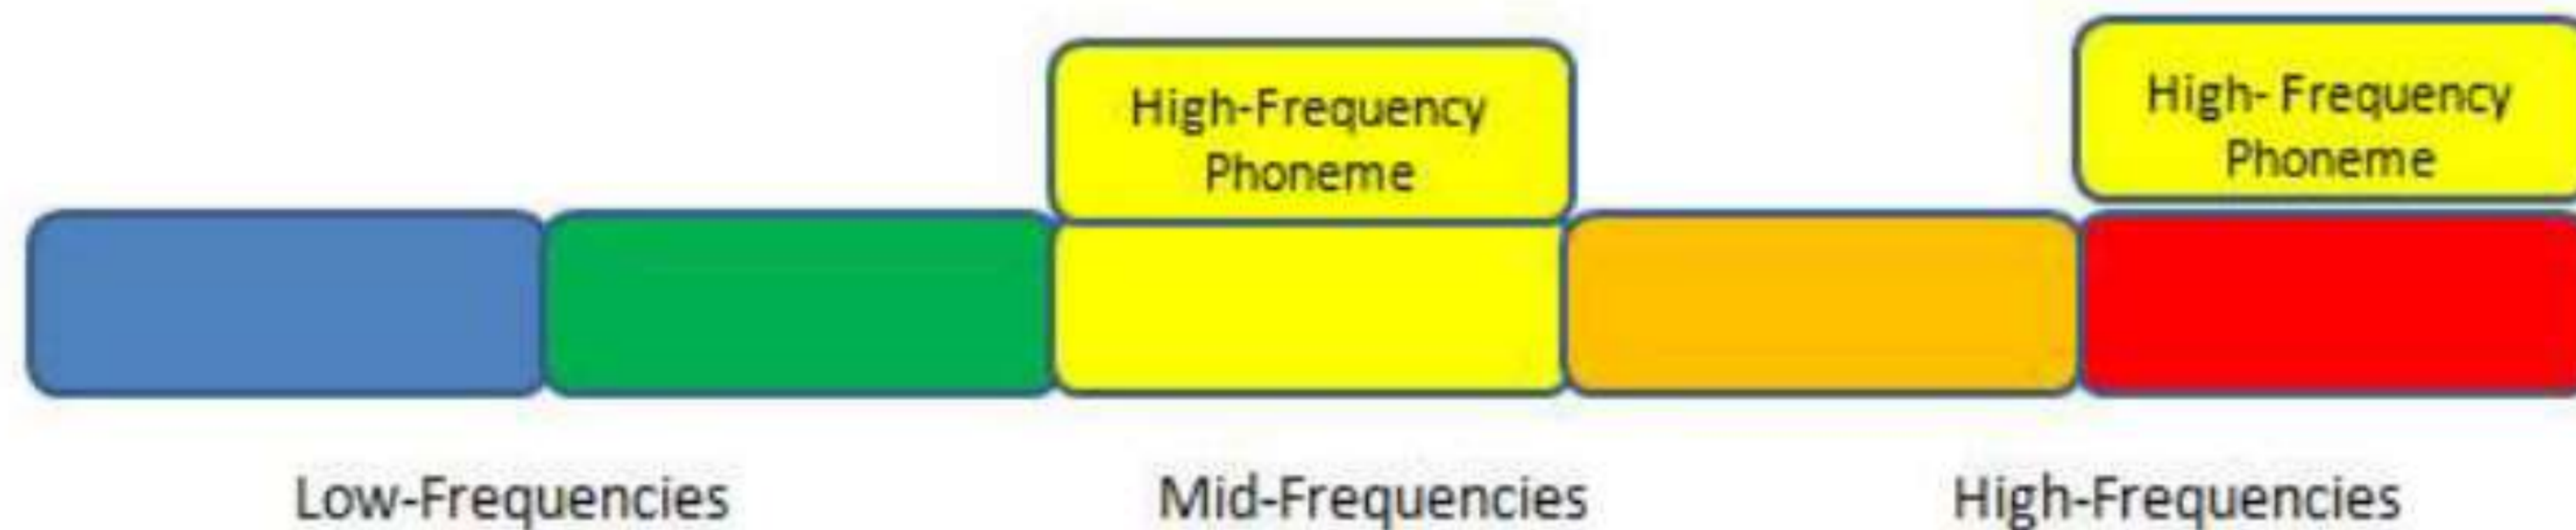 High-Frequency
Phoneme
High- Frequency
Phoneme
Low-Frequencies
Mid-Frequencies
High-Frequencies